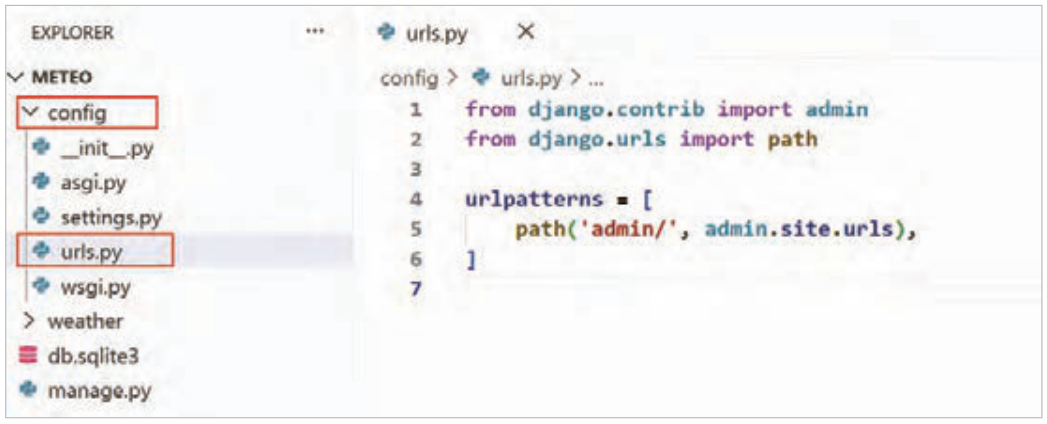 EXPLORER ...
METEO
config
__init__.py
asgi.py
settings.py
urls.py
wsgi.py
weather
db.sqlite3
manage.py
urls.py ×
config > urls.py > ...
1 from django.contrib import admin
2 from django.urls import path
3
4 urlpatterns = [
5     path('admin/', admin.site.urls),
6 ]
7